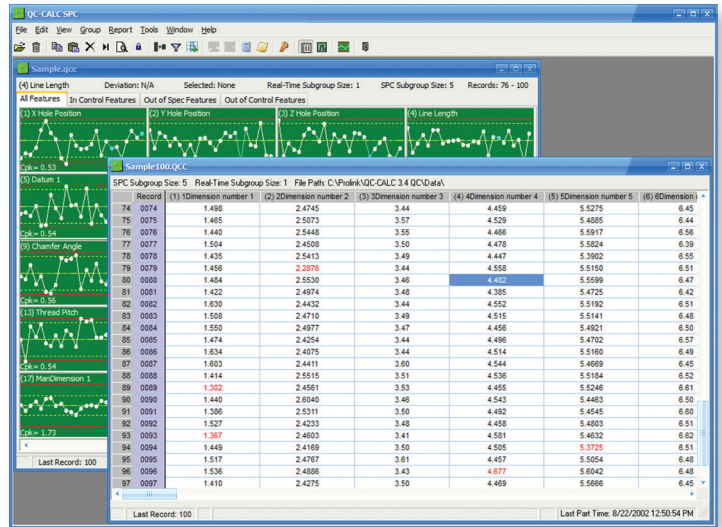 QC-CALC SPC
File Edit View Group Report Tools Window Help
Sample.qcc
(4) Line Length Deviation: N/A Selected: None Real-Time Subgroup Size: 1 SPC Subgroup Size: 5 Records: 76 - 100
All Features In Control Features Out of Spec Features Out of Control Features
(1) X Hole Position (2) Y Hole Position (3) Z Hole Position (4) Line Length
Cpk= 0.53
(5) Datum 1
Cpk= 0.54
(9) Chamfer Angle
Cpk= 0.56
(13) Thread Pitch
Cpk= 0.54
(17) ManDimension 1
Cpk= 1.73
Last Record: 100
Sample100.QCC
SPC Subgroup Size: 5 Real-Time Subgroup Size: 1 File Path: C:\Prolink\QC-CALC 3.4 QC\Data\
Record (1) 1Dimension number 1 (2) 2Dimension number 2 (3) 3Dimension number 3 (4) 4Dimension number 4 (5) 5Dimension number 5 (6) 6Dimension
74 0074 1.498 2.4745 3.44 4.459 5.5275 6.45
75 0075 1.465 2.5073 3.57 4.529 5.4885 6.44
76 0076 1.440 2.5448 3.55 4.466 5.5917 6.56
77 0077 1.504 2.4508 3.50 4.478 5.5824 6.39
78 0078 1.435 2.5413 3.49 4.447 5.3902 6.55
79 0079 1.456 2.2876 3.44 4.558 5.5150 6.51
80 0080 1.484 2.5530 3.46 4.482 5.5599 6.47
81 0081 1.422 2.4974 3.48 4.385 5.4725 6.42
82 0082 1.630 2.4432 3.44 4.552 5.5192 6.51
83 0083 1.508 2.4710 3.49 4.515 5.5141 6.48
84 0084 1.550 2.4977 3.47 4.456 5.4921 6.50
85 0085 1.474 2.4254 3.44 4.496 5.4702 6.57
86 0086 1.634 2.4075 3.44 4.514 5.5160 6.49
87 0087 1.603 2.4411 3.60 4.544 5.4669 6.45
88 0088 1.414 2.5515 3.51 4.536 5.5184 6.52
89 0089 1.302 2.4561 3.53 4.455 5.5246 6.61
90 0090 1.440 2.6040 3.46 4.543 5.4463 6.50
91 0091 1.386 2.5311 3.50 4.492 5.4545 6.60
92 0092 1.527 2.4233 3.48 4.458 5.4803 6.51
93 0093 1.367 2.4603 3.41 4.581 5.4632 6.62
94 0094 1.449 2.4169 3.50 4.505 5.3725 6.51
95 0095 1.517 2.4767 3.61 4.457 5.5054 6.48
96 0096 1.536 2.4886 3.43 4.677 5.6042 6.48
97 0097 1.410 2.4275 3.50 4.469 5.5666 6.45
Last Record: 100 Last Part Time: 8/22/2002 12:50:54 PM